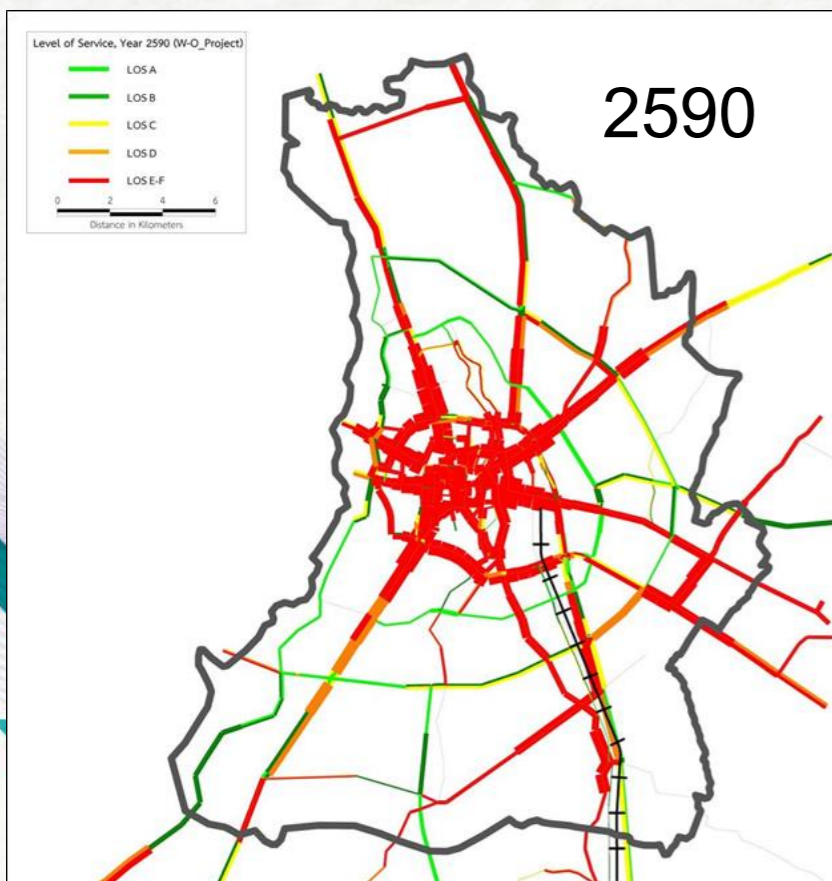 Level of Service, Year 2590 (W-O_Project)
LOS A
LOS B
LOS C
LOS D
LOS E-F
0 2 4 6
Distance in Kilometers
2590